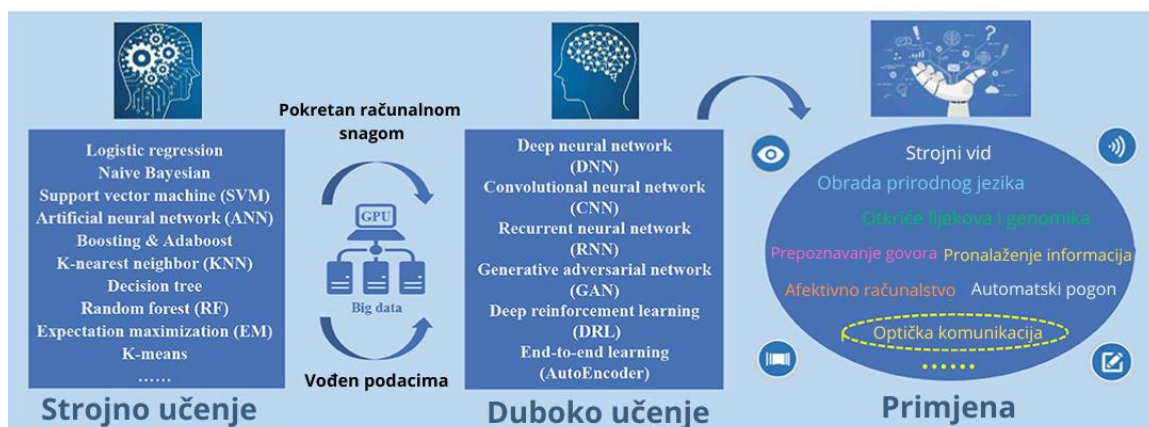 Pokretan računalnom
snagom
Logistic regression
Naive Bayesian
Support vector machine (SVM)
Artificial neural network (ANN)
Boosting & Adaboost
K-nearest neighbor (KNN)
Decision tree
Random forest (RF)
Expectation maximization (EM)
K-means
......
Strojno učenje
GPU
Big data
Vođen podacima
Deep neural network
(DNN)
Convolutional neural network
(CNN)
Recurrent neural network
(RNN)
Generative adversarial network
(GAN)
Deep reinforcement learning
(DRL)
End-to-end learning
(AutoEncoder)
Duboko učenje
Strojni vid
Obrada prirodnog jezika
Otkriće lijekova i genomika
Prepoznavanje govora Pronalaženje informacija
Afektivno računalstvo Automatski pogon
Optička komunikacija
......
Primjena